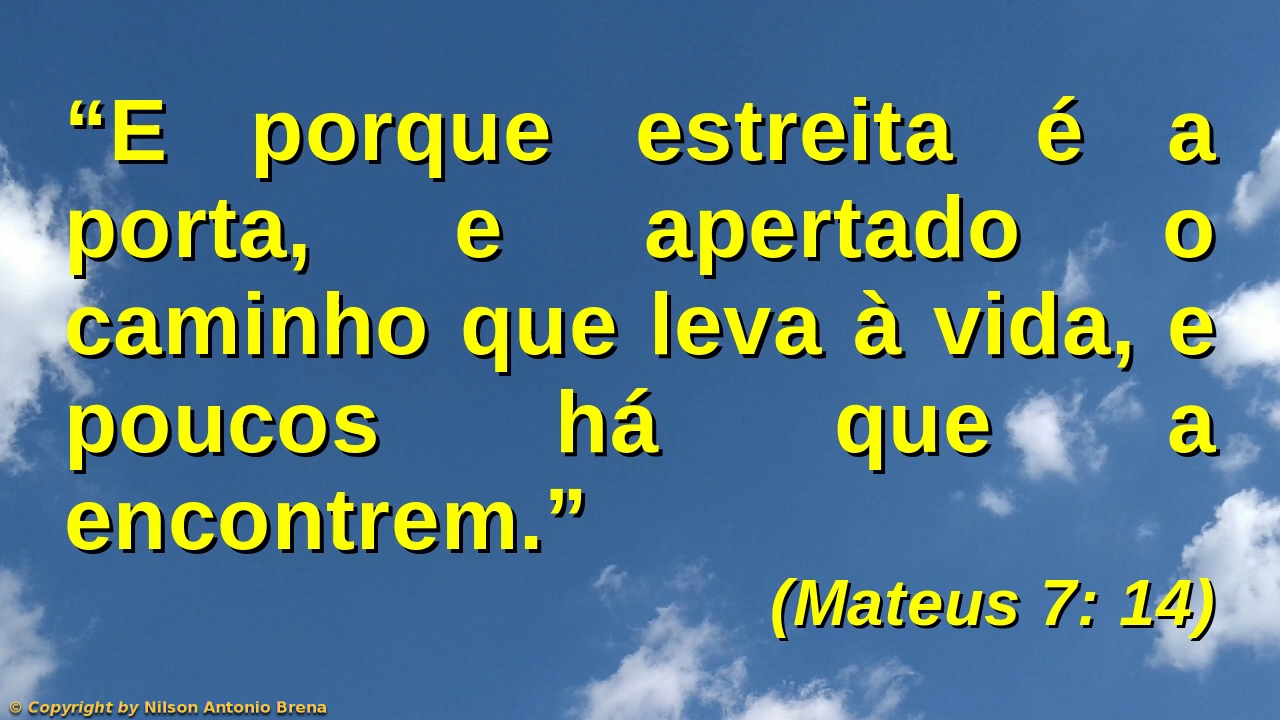 “E porque estreita é a
porta, e apertado o
caminho que leva à vida, e
poucos há que a
encontrem.”
(Mateus 7: 14)
© Copyright by Nilson Antonio Brena